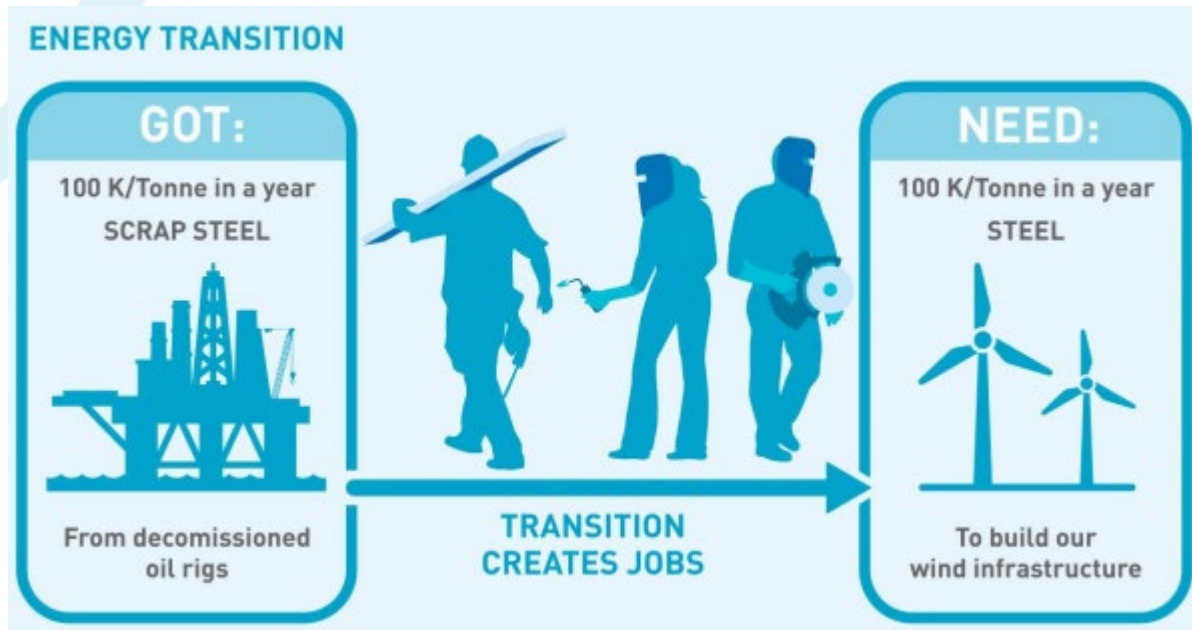 ENERGY TRANSITION
GOT:
100 K/Tonne in a year
SCRAP STEEL
From decomissioned
oil rigs
TRANSITION
CREATES JOBS
NEED:
100 K/Tonne in a year
STEEL
To build our
wind infrastructure